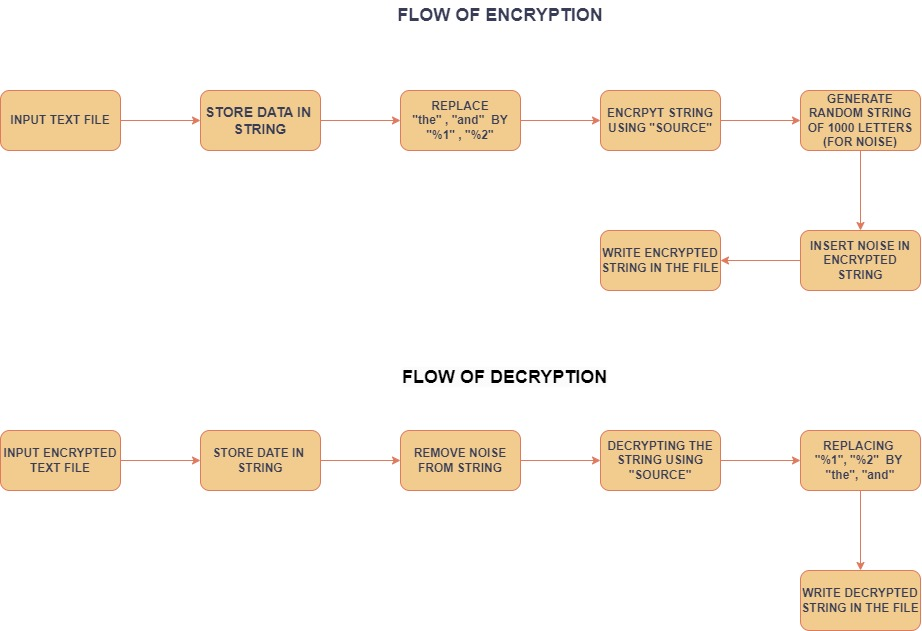 FLOW OF ENCRYPTION
INPUT TEXT FILE
STORE DATA IN
STRING
REPLACE
"the" , "and" BY
"%1" , "%2"
ENCRPYT STRING
USING "SOURCE"
GENERATE
RANDOM STRING
OF 1000 LETTERS
(FOR NOISE)
INSERT NOISE IN
ENCRYPTED
STRING
WRITE ENCRYPTED
STRING IN THE FILE
FLOW OF DECRYPTION
INPUT ENCRYPTED
TEXT FILE
STORE DATE IN
STRING
REMOVE NOISE
FROM STRING
DECRYPTING THE
STRING USING
"SOURCE"
REPLACING
"%1", "%2" BY
"the", "and"
WRITE DECRYPTED
STRING IN THE FILE